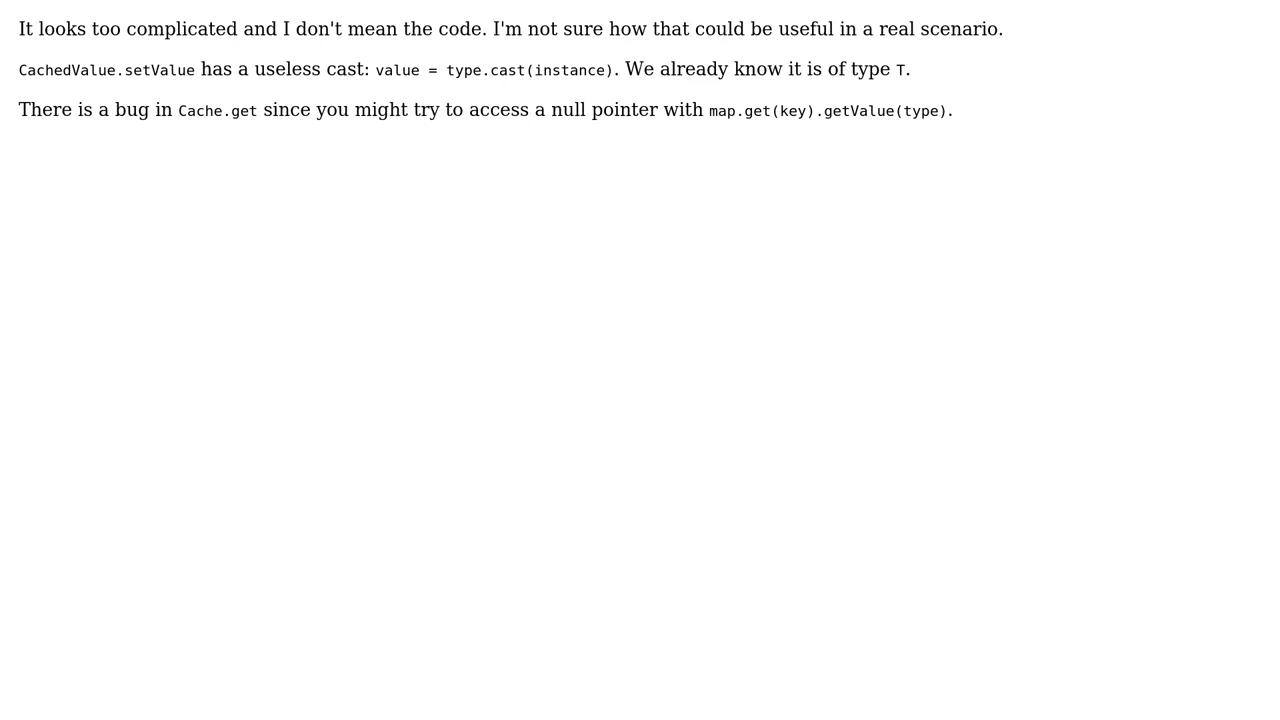 It looks too complicated and I don't mean the code. I'm not sure how that could be useful in a real scenario.
CachedValue.setValue has a useless cast: value = type.cast(instance). We already know it is of type T.
There is a bug in Cache.get since you might try to access a null pointer with map.get(key).getValue(type).